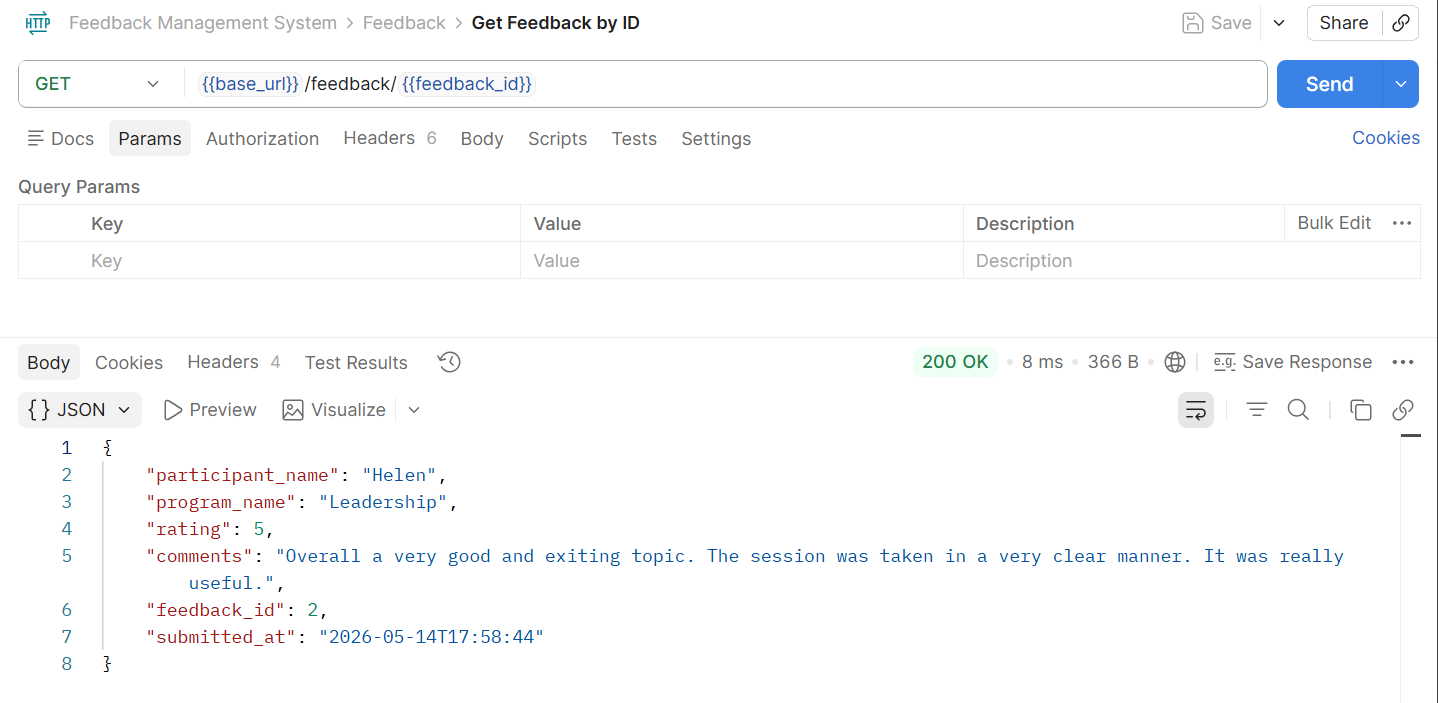 HTTP Feedback Management System > Feedback > Get Feedback by ID Save Share
GET {{base_url}} /feedback/ {{feedback_id}} Send
Docs Params Authorization Headers 6 Body Scripts Tests Settings Cookies
Query Params
Key Value Description Bulk Edit ...
Key Value Description
Body Cookies Headers 4 Test Results 200 OK • 8 ms • 366 B • e.g. Save Response ...
{} JSON Preview Visualize
1 {
2 "participant_name": "Helen",
3 "program_name": "Leadership",
4 "rating": 5,
5 "comments": "Overall a very good and exiting topic. The session was taken in a very clear manner. It was really
useful.",
6 "feedback_id": 2,
7 "submitted_at": "2026-05-14T17:58:44"
8 }